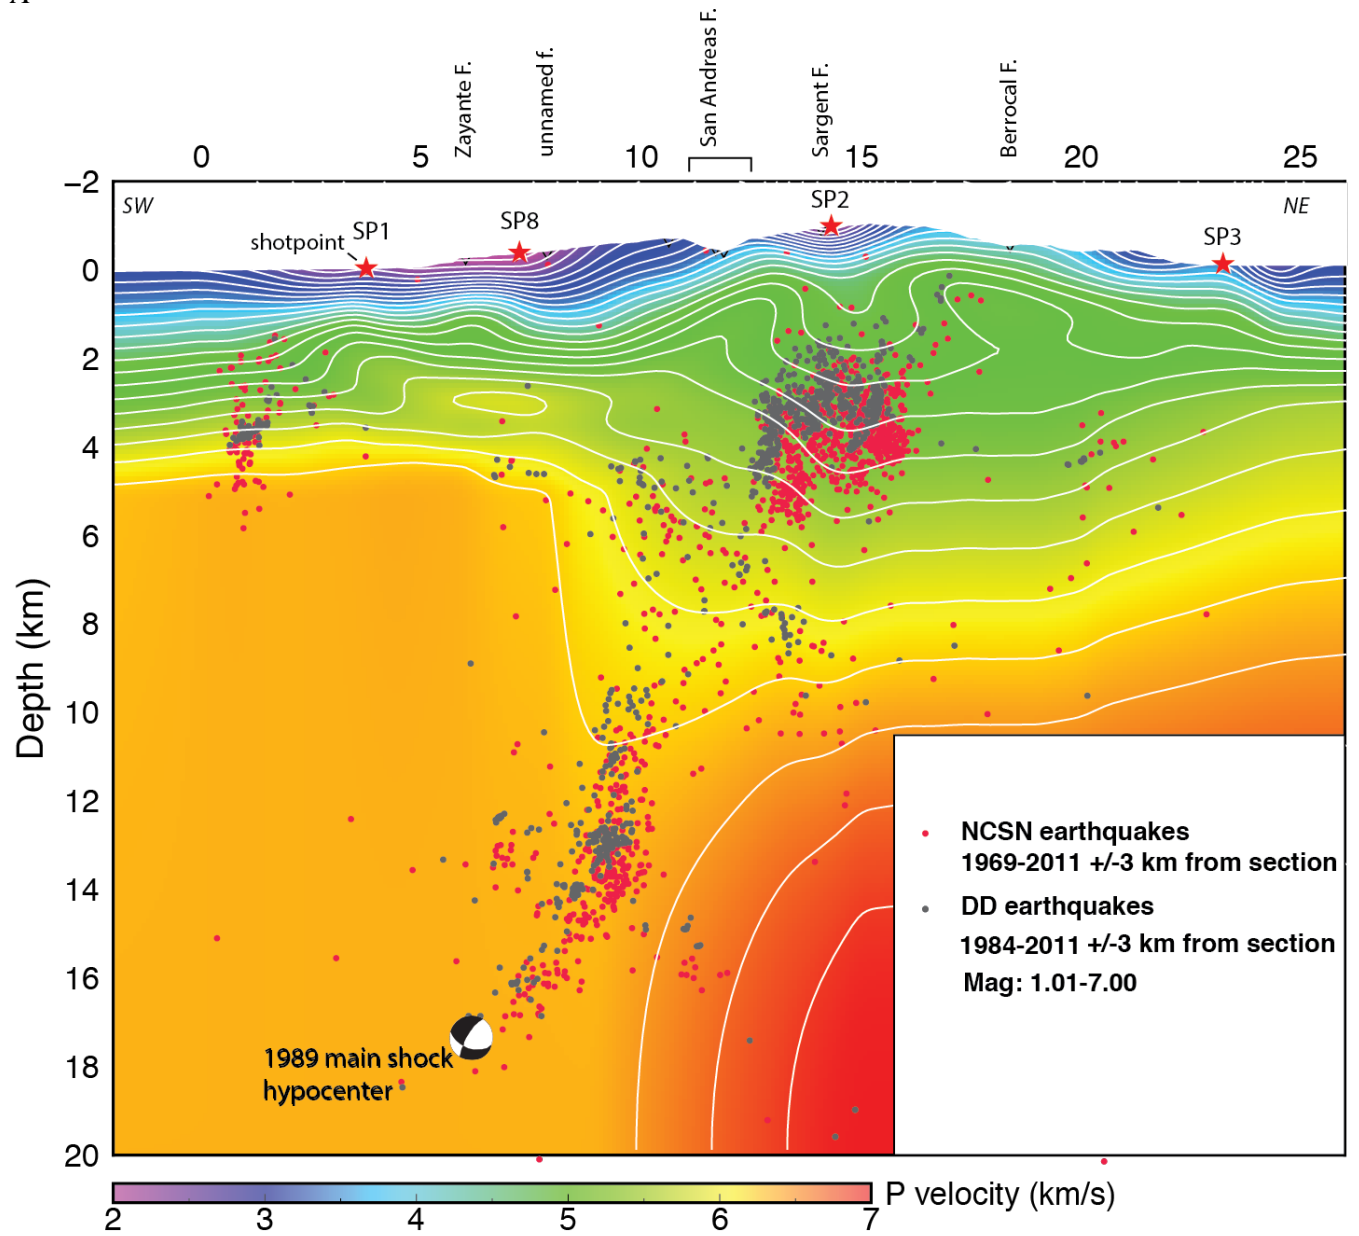 Zayante F.
unnamed f.
San Andreas F.
Sargent F.
Berrocal F.
0 5 10 15 20 25
−2
SW
NE
SP2
SP8
SP1
SP3
shotpoint
0
2
4
6
8
10
12
14
16
18
20
Depth (km)
NCSN earthquakes
1969-2011 +/-3 km from section
DD earthquakes
1984-2011 +/-3 km from section
Mag: 1.01-7.00
1989 main shock
hypocenter
P velocity (km/s)
2 3 4 5 6 7